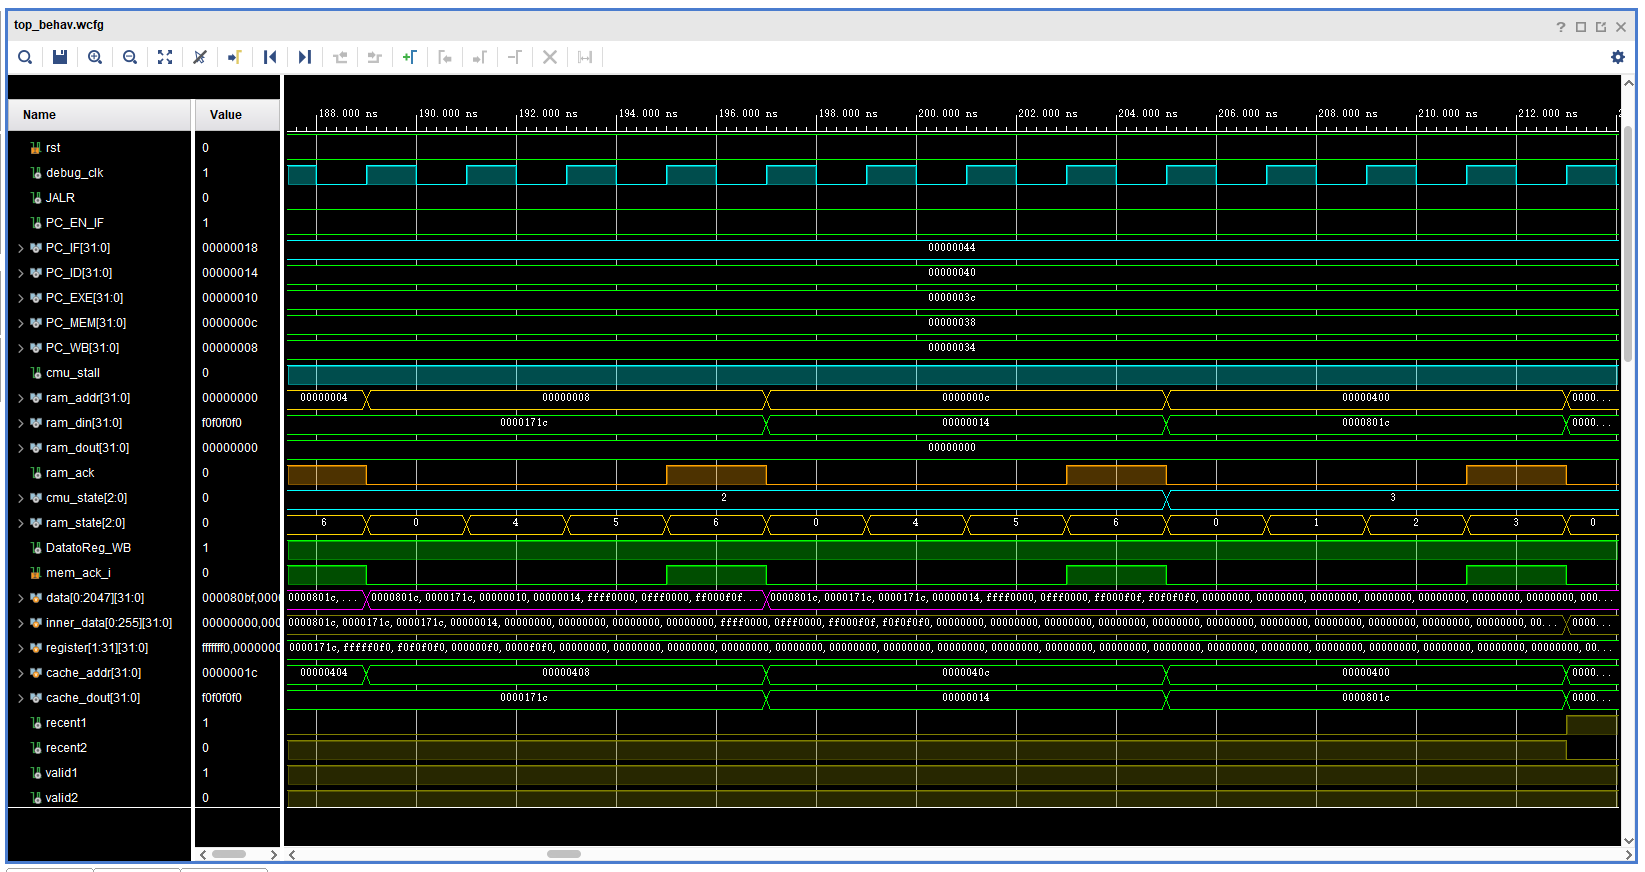 top_behav.wcfg
Name Value
188.000 ns 190.000 ns 192.000 ns 194.000 ns 196.000 ns 198.000 ns 200.000 ns 202.000 ns 204.000 ns 206.000 ns 208.000 ns 210.000 ns 212.000 ns
rst 0
debug_clk 1
JALR 0
PC_EN_IF 1
PC_IF[31:0] 00000018 00000044
PC_ID[31:0] 00000014 00000040
PC_EXE[31:0] 00000010 0000003c
PC_MEM[31:0] 0000000c 00000038
PC_WB[31:0] 00000008 00000034
cmu_stall 0
ram_addr[31:0] 00000000 00000004 00000008 0000000c 00000400 0000...
ram_din[31:0] f0f0f0f0 0000171c 00000014 0000801c 0000...
ram_dout[31:0] 00000000 00000000
ram_ack 0
cmu_state[2:0] 0 2 3
ram_state[2:0] 0 6 0 4 5 6 0 4 5 6 0 1 2 3 0
DatatoReg_WB 1
mem_ack_i 0
data[0:2047][31:0] 000080bf,000 0000801c, ... 0000801c, 0000171c, 00000010, 00000014, ffff0000, 0fff0000, ff000f0f... 0000801c, 0000171c, 0000171c, 00000014, ffff0000, 0fff0000, ff000f0f, f0f0f0f0, 00000000, 00000000, 00000000, 00000000, 00000000, 00000000, 00000000, 000...
inner_data[0:255][31:0] 00000000,000 0000801c, 0000171c, 0000171c, 00000014, 00000000, 00000000, 00000000, 00000000, ffff0000, 0fff0000, ff000f0f, f0f0f0f0, 00000000, 00000000, 00000000, 00000000, 00000000, 00000000, 00000000, 00000000, 00000000, 00000000, 00... 0000...
register[1:31][31:0] fffffff0,0000000 0000171c, fffff0f0, f0f0f0f0, 000000f0, 0000f0f0, 00000000, 00000000, 00000000, 00000000, 00000000, 00000000, 00000000, 00000000, 00000000, 00000000, 00000000, 00000000, 00000000, 00000000, 00000000, 00000000, 00000000, 00000000, 00...
cache_addr[31:0] 0000001c 00000404 00000408 0000040c 00000400 0000...
cache_dout[31:0] f0f0f0f0 0000171c 00000014 0000801c 0000...
recent1 1
recent2 0
valid1 1
valid2 0